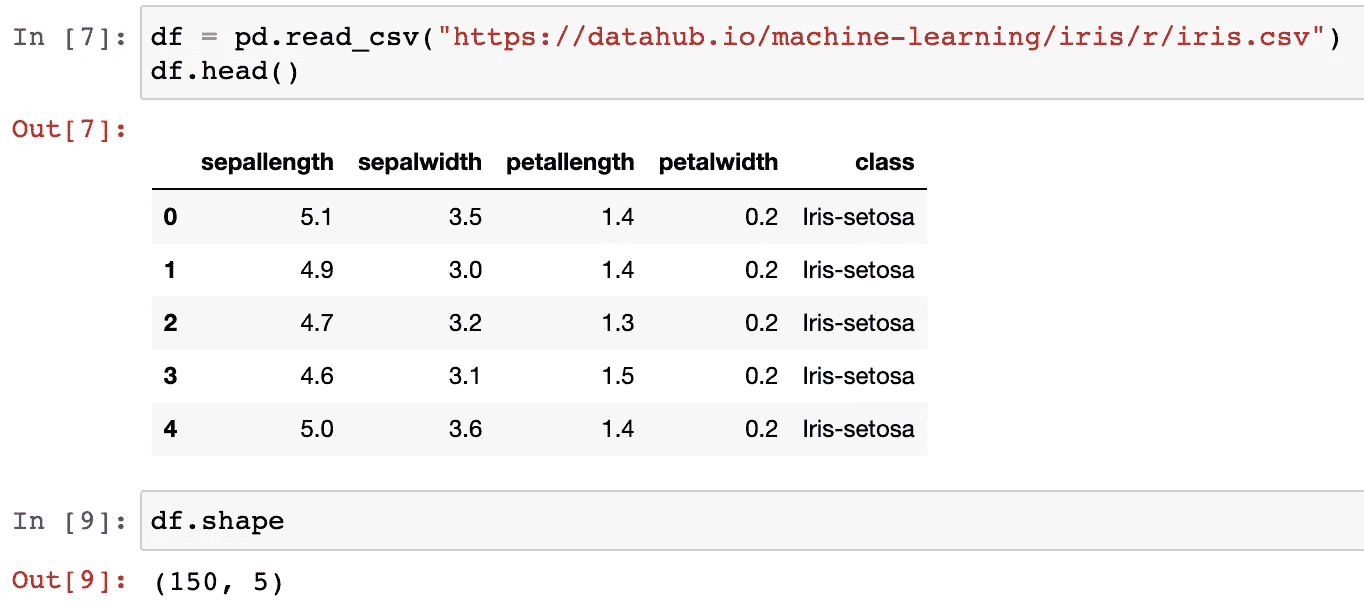 In [7]: df = pd.read_csv("https://datahub.io/machine-learning/iris/r/iris.csv")
df.head()
Out[7]:
sepallength sepalwidth petallength petalwidth class
0 5.1 3.5 1.4 0.2 Iris-setosa
1 4.9 3.0 1.4 0.2 Iris-setosa
2 4.7 3.2 1.3 0.2 Iris-setosa
3 4.6 3.1 1.5 0.2 Iris-setosa
4 5.0 3.6 1.4 0.2 Iris-setosa
In [9]: df.shape
Out[9]: (150, 5)